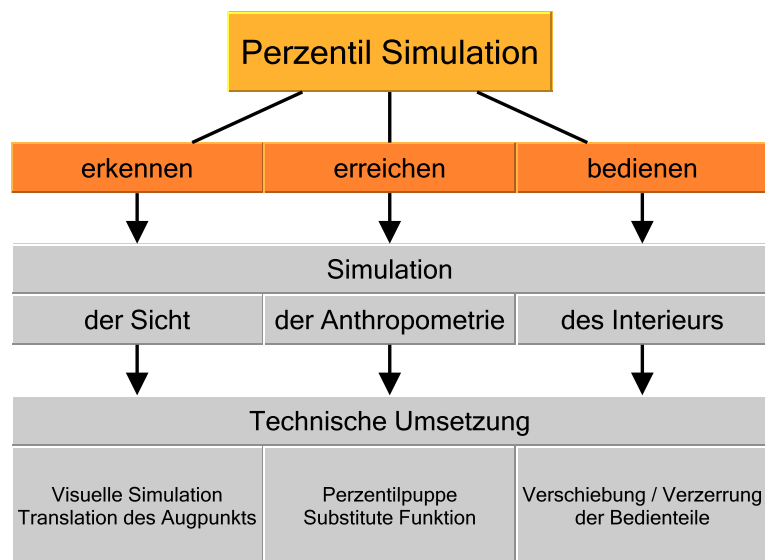 Perzentil Simulation
erkennen
erreichen
bedienen
Simulation
der Sicht
der Anthropometrie
des Interieurs
Technische Umsetzung
Visuelle Simulation
Translation des Augpunkts
Perzentilpuppe
Substitute Funktion
Verschiebung / Verzerrung
der Bedienteile